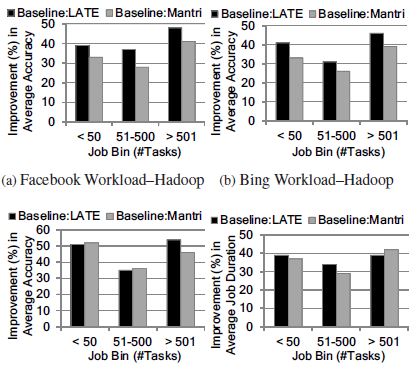 Baseline:LATE Baseline:Mantri Baseline:LATE Baseline:Mantri
Improvement (%) in
Average Accuracy
50
40
30
20
10
0
< 50 51-500 > 501
Job Bin (#Tasks)
Improvement (%) in
Average Accuracy
50
40
30
20
10
0
< 50 51-500 > 501
Job Bin (#Tasks)
(a) Facebook Workload–Hadoop (b) Bing Workload–Hadoop
Baseline:LATE Baseline:Mantri Baseline:LATE Baseline:Mantri
Improvement (%) in
Average Accuracy
60
50
40
30
20
10
0
< 50 51-500 > 501
Job Bin (#Tasks)
Improvement (%) in
Average Job Duration
50
40
30
20
10
0
< 50 51-500 > 501
Job Bin (#Tasks)